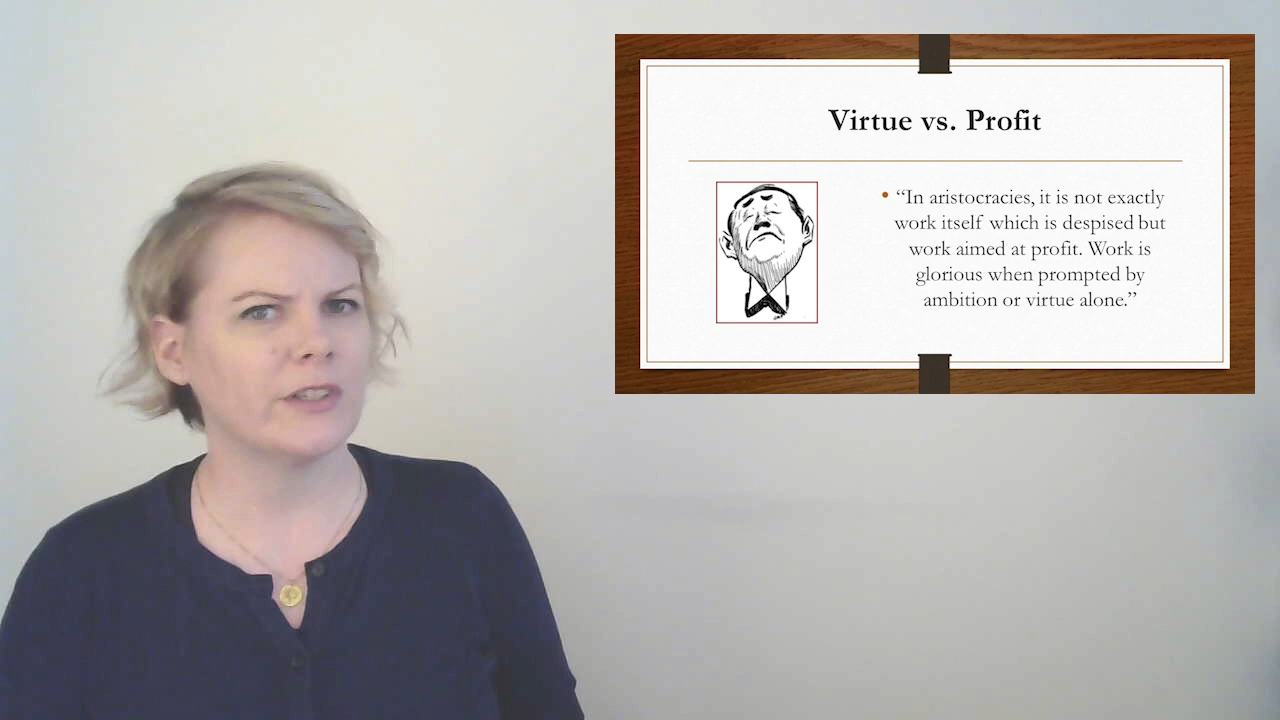 Virtue vs. Profit
• “In aristocracies, it is not exactly
work itself which is despised but
work aimed at profit. Work is
glorious when prompted by
ambition or virtue alone.”